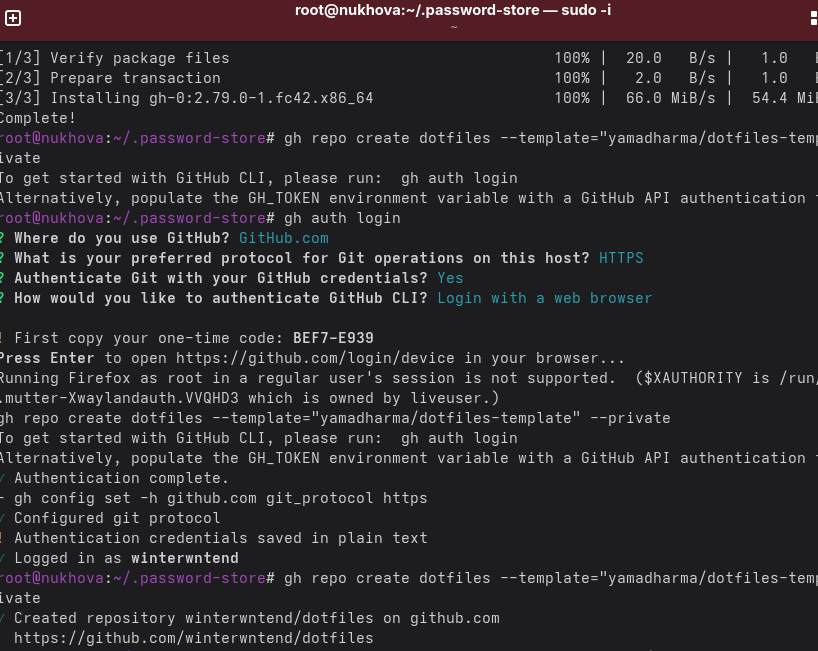 root@nukhova:~/.password-store — sudo -i
~
[1/3] Verify package files 100% | 20.0 B/s | 1.0
[2/3] Prepare transaction 100% | 2.0 B/s | 1.0
[3/3] Installing gh-0:2.79.0-1.fc42.x86_64 100% | 66.0 MiB/s | 54.4 Mi
Complete!
root@nukhova:~/.password-store# gh repo create dotfiles --template="yamadharma/dotfiles-temp
ivate
To get started with GitHub CLI, please run:  gh auth login
Alternatively, populate the GH_TOKEN environment variable with a GitHub API authentication t
root@nukhova:~/.password-store# gh auth login
? Where do you use GitHub? GitHub.com
? What is your preferred protocol for Git operations on this host? HTTPS
? Authenticate Git with your GitHub credentials? Yes
? How would you like to authenticate GitHub CLI? Login with a web browser
! First copy your one-time code: BEF7-E939
Press Enter to open https://github.com/login/device in your browser...
Running Firefox as root in a regular user's session is not supported.  ($XAUTHORITY is /run/
.mutter-Xwaylandauth.VVQHD3 which is owned by liveuser.)
gh repo create dotfiles --template="yamadharma/dotfiles-template" --private
To get started with GitHub CLI, please run:  gh auth login
Alternatively, populate the GH_TOKEN environment variable with a GitHub API authentication t
✓ Authentication complete.
- gh config set -h github.com git_protocol https
✓ Configured git protocol
! Authentication credentials saved in plain text
✓ Logged in as winterwntend
root@nukhova:~/.password-store# gh repo create dotfiles --template="yamadharma/dotfiles-temp
ivate
✓ Created repository winterwntend/dotfiles on github.com
https://github.com/winterwntend/dotfiles